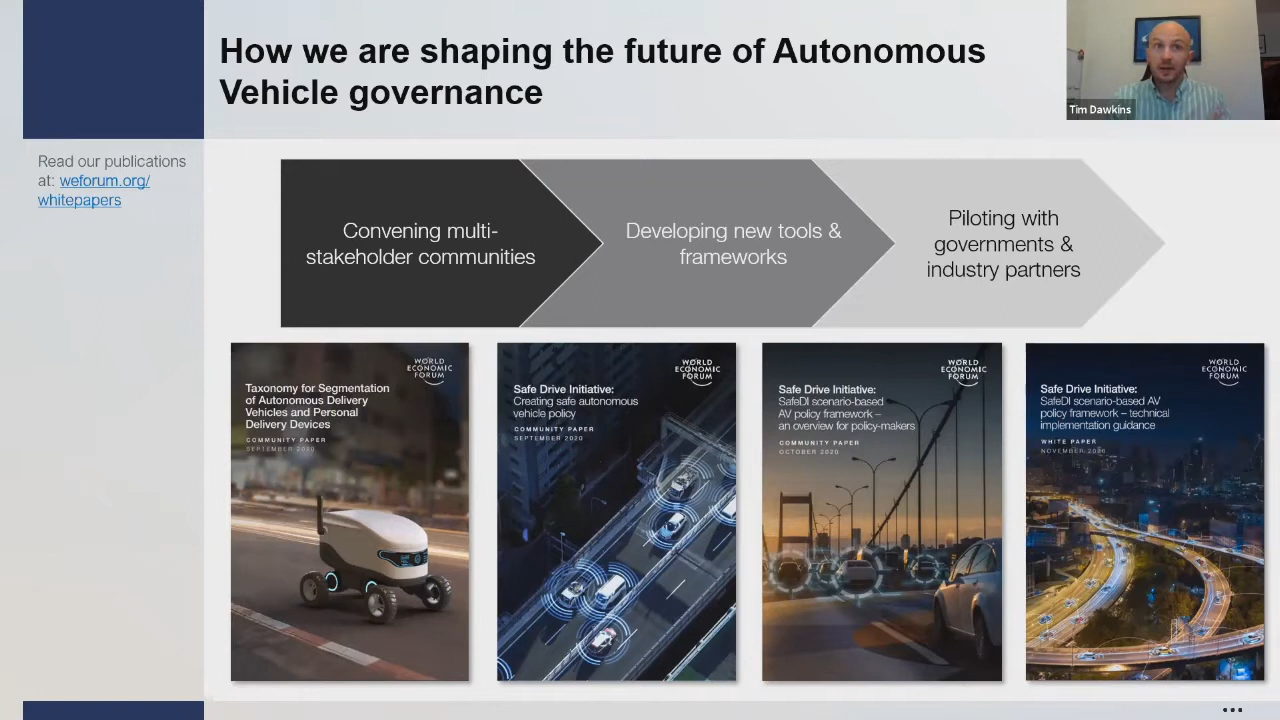 How we are shaping the future of Autonomous
Vehicle governance
Tim Dawkins
Read our publications
at: weforum.org/
whitepapers
Convening multi-
stakeholder communities
Developing new tools &
frameworks
Piloting with
governments &
industry partners
WORLD
ECONOMIC
FORUM
Taxonomy for Segmentation
of Autonomous Delivery
Vehicles and Personal
Delivery Devices
COMMUNITY PAPER
SEPTEMBER 2020
WORLD
ECONOMIC
FORUM
Safe Drive Initiative:
Creating safe autonomous
vehicle policy
COMMUNITY PAPER
SEPTEMBER 2020
WORLD
ECONOMIC
FORUM
Safe Drive Initiative:
SafeDI scenario-based
AV policy framework –
an overview for policy-makers
COMMUNITY PAPER
OCTOBER 2020
WORLD
ECONOMIC
FORUM
Safe Drive Initiative:
SafeDI scenario-based AV
policy framework – technical
implementation guidance
WHITE PAPER
NOVEMBER 2020